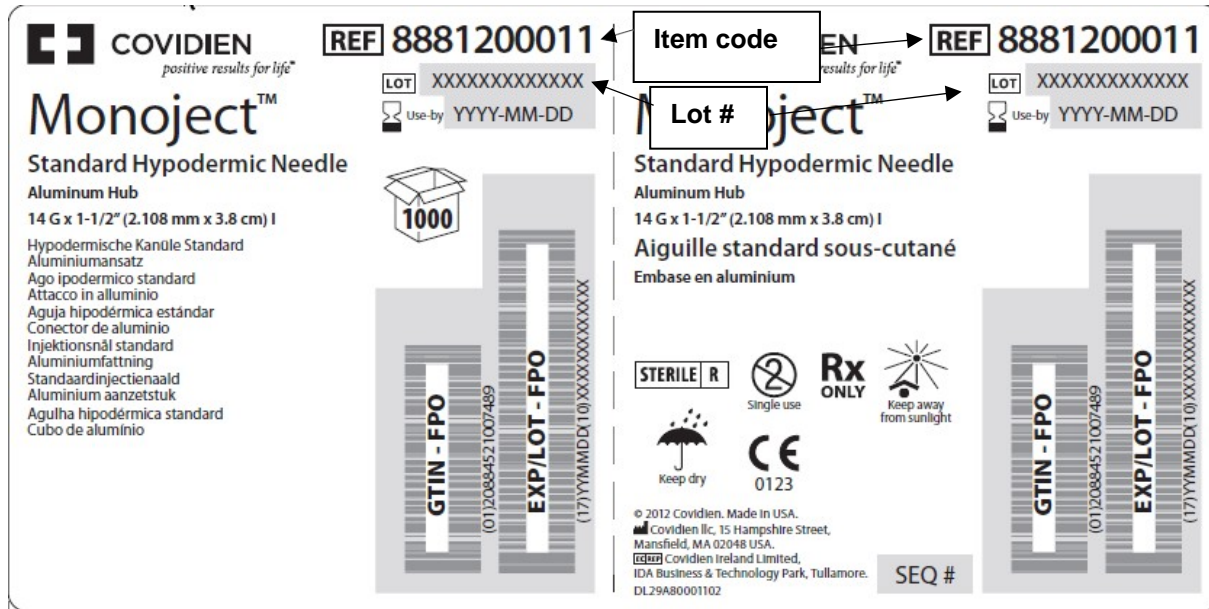 COVIDIEN
positive results for life™
REF 8881200011
LOT XXXXXXXXXXXXX
Use-by YYYY-MM-DD
Monoject™
Standard Hypodermic Needle
Aluminum Hub
14 G x 1-1/2" (2.108 mm x 3.8 cm) I
Hypodermische Kanüle Standard
Aluminiumansatz
Ago ipodermico standard
Attacco in alluminio
Aguja hipodérmica estándar
Conector de aluminio
Injektionsnål standard
Aluminiumfattning
Standaardinjectienaald
Aluminium aanzetstuk
Agulha hipodérmica standard
Cubo de alumínio
1000
GTIN - FPO
(01)20884521007489
EXP/LOT - FPO
(17)YYMMDD(10)XXXXXXXXXXXXX
Item code
Lot #
EN
results for life™
REF 8881200011
LOT XXXXXXXXXXXXX
Use-by YYYY-MM-DD
M ject™
Standard Hypodermic Needle
Aluminum Hub
14 G x 1-1/2" (2.108 mm x 3.8 cm) I
Aiguille standard sous-cutané
Embase en aluminium
STERILE R
2
Single use
Rx
ONLY
Keep away
from sunlight
Keep dry
CE
0123
© 2012 Covidien. Made in USA.
Covidien llc, 15 Hampshire Street,
Mansfield, MA 02048 USA.
EC REP Covidien Ireland Limited,
IDA Business & Technology Park, Tullamore.
DL29A80001102
SEQ #
GTIN - FPO
(01)20884521007489
EXP/LOT - FPO
(17)YYMMDD(10)XXXXXXXXXXXXX